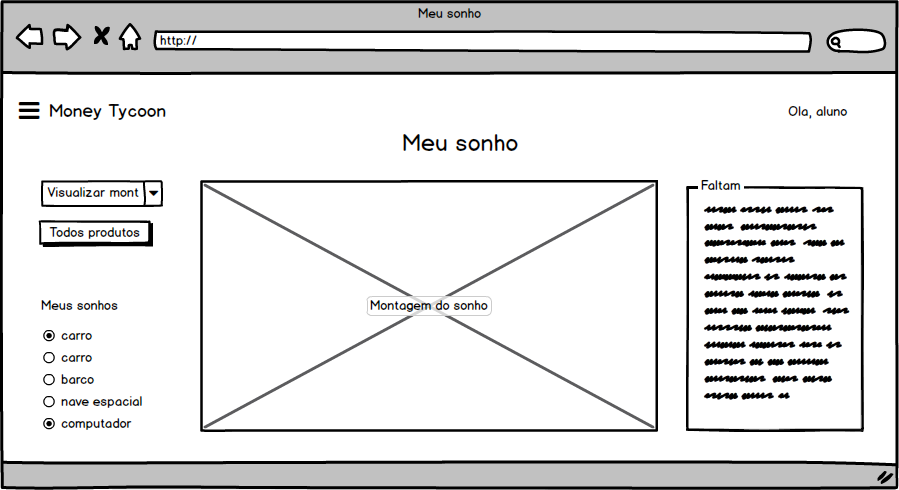 Meu sonho
http://
Money Tycoon
Ola, aluno
Meu sonho
Visualizar mont
Todos produtos
Meus sonhos
carro
carro
barco
nave espacial
computador
Montagem do sonho
Faltam